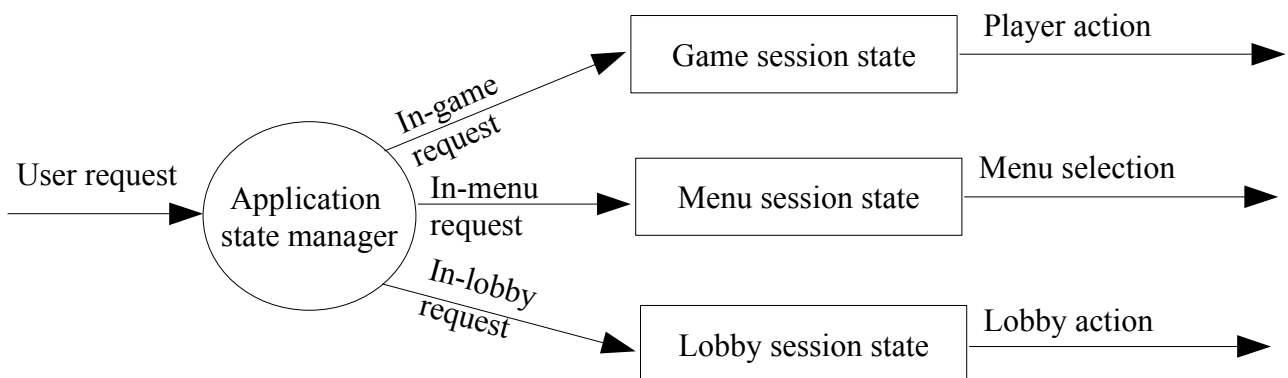 User request
Application
state manager
In-game
request
Game session state
Player action
In-menu
request
Menu session state
Menu selection
In-lobby
request
Lobby session state
Lobby action